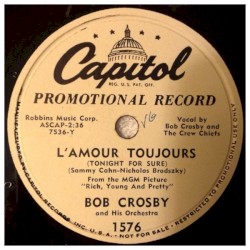 Capitol
REG. U.S. PAT. OFF.
PROMOTIONAL RECORD
Robbins Music Corp.
ASCAP-2:36
7536-Y
Vocal by
Bob Crosby and
The Crew Chiefs
L'AMOUR TOUJOURS
(TONIGHT FOR SURE)
(Sammy Cahn-Nicholas Brodszky)
From the MGM Picture
"Rich, Young And Pretty"
BOB CROSBY
and His Orchestra
1576
U.S.A. - NOT FOR SALE -